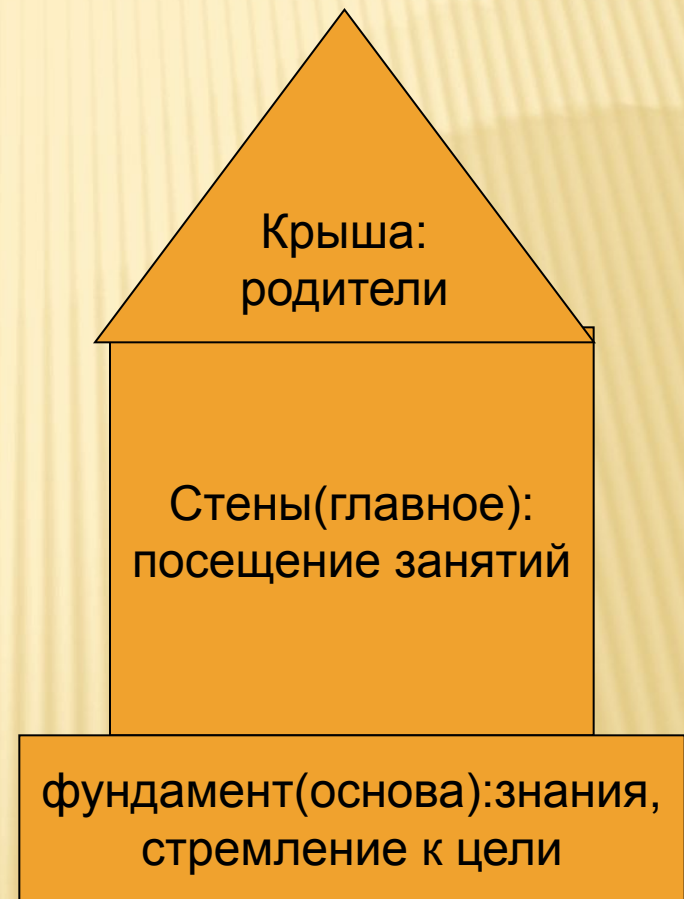 Крыша:
родители
Стены(главное):
посещение занятий
фундамент(основа):знания,
стремление к цели